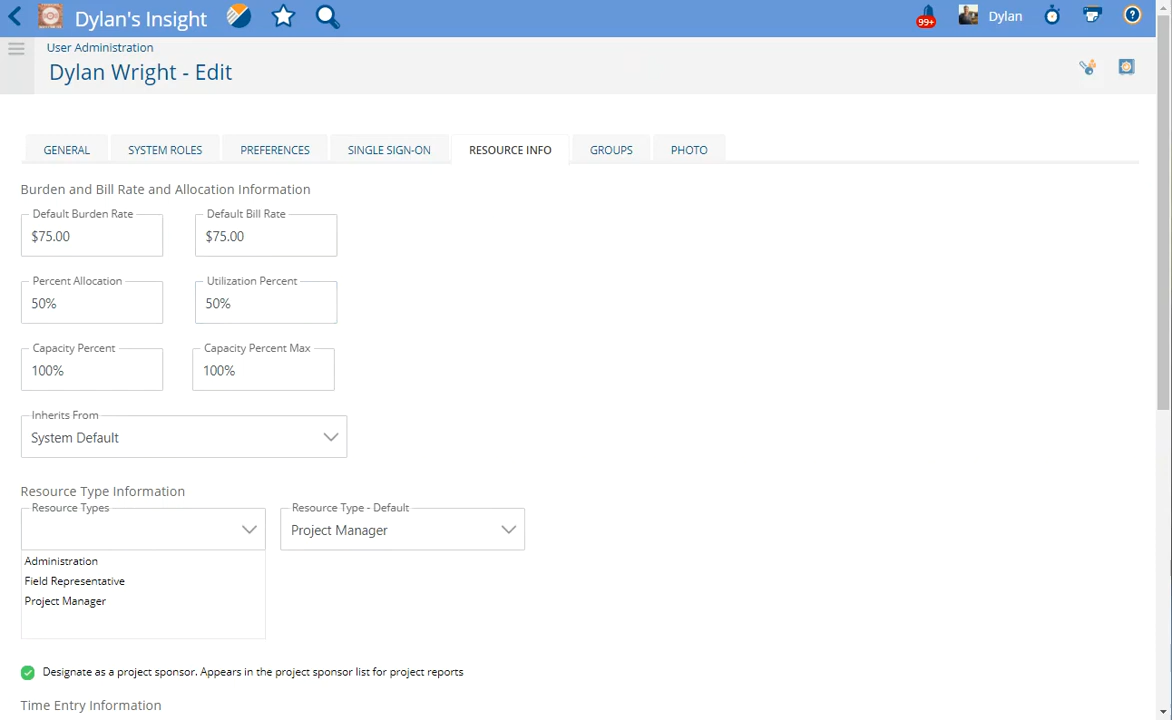 Dylan's Insight
99+
Dylan
User Administration
Dylan Wright - Edit
GENERAL
SYSTEM ROLES
PREFERENCES
SINGLE SIGN-ON
RESOURCE INFO
GROUPS
PHOTO
Burden and Bill Rate and Allocation Information
Default Burden Rate
Default Bill Rate
$75.00
$75.00
Percent Allocation
Utilization Percent
50%
50%
Capacity Percent
Capacity Percent Max
100%
100%
Inherits From
System Default
Resource Type Information
Resource Types
Resource Type - Default
Project Manager
Administration
Field Representative
Project Manager
Designate as a project sponsor. Appears in the project sponsor list for project reports
Time Entry Information